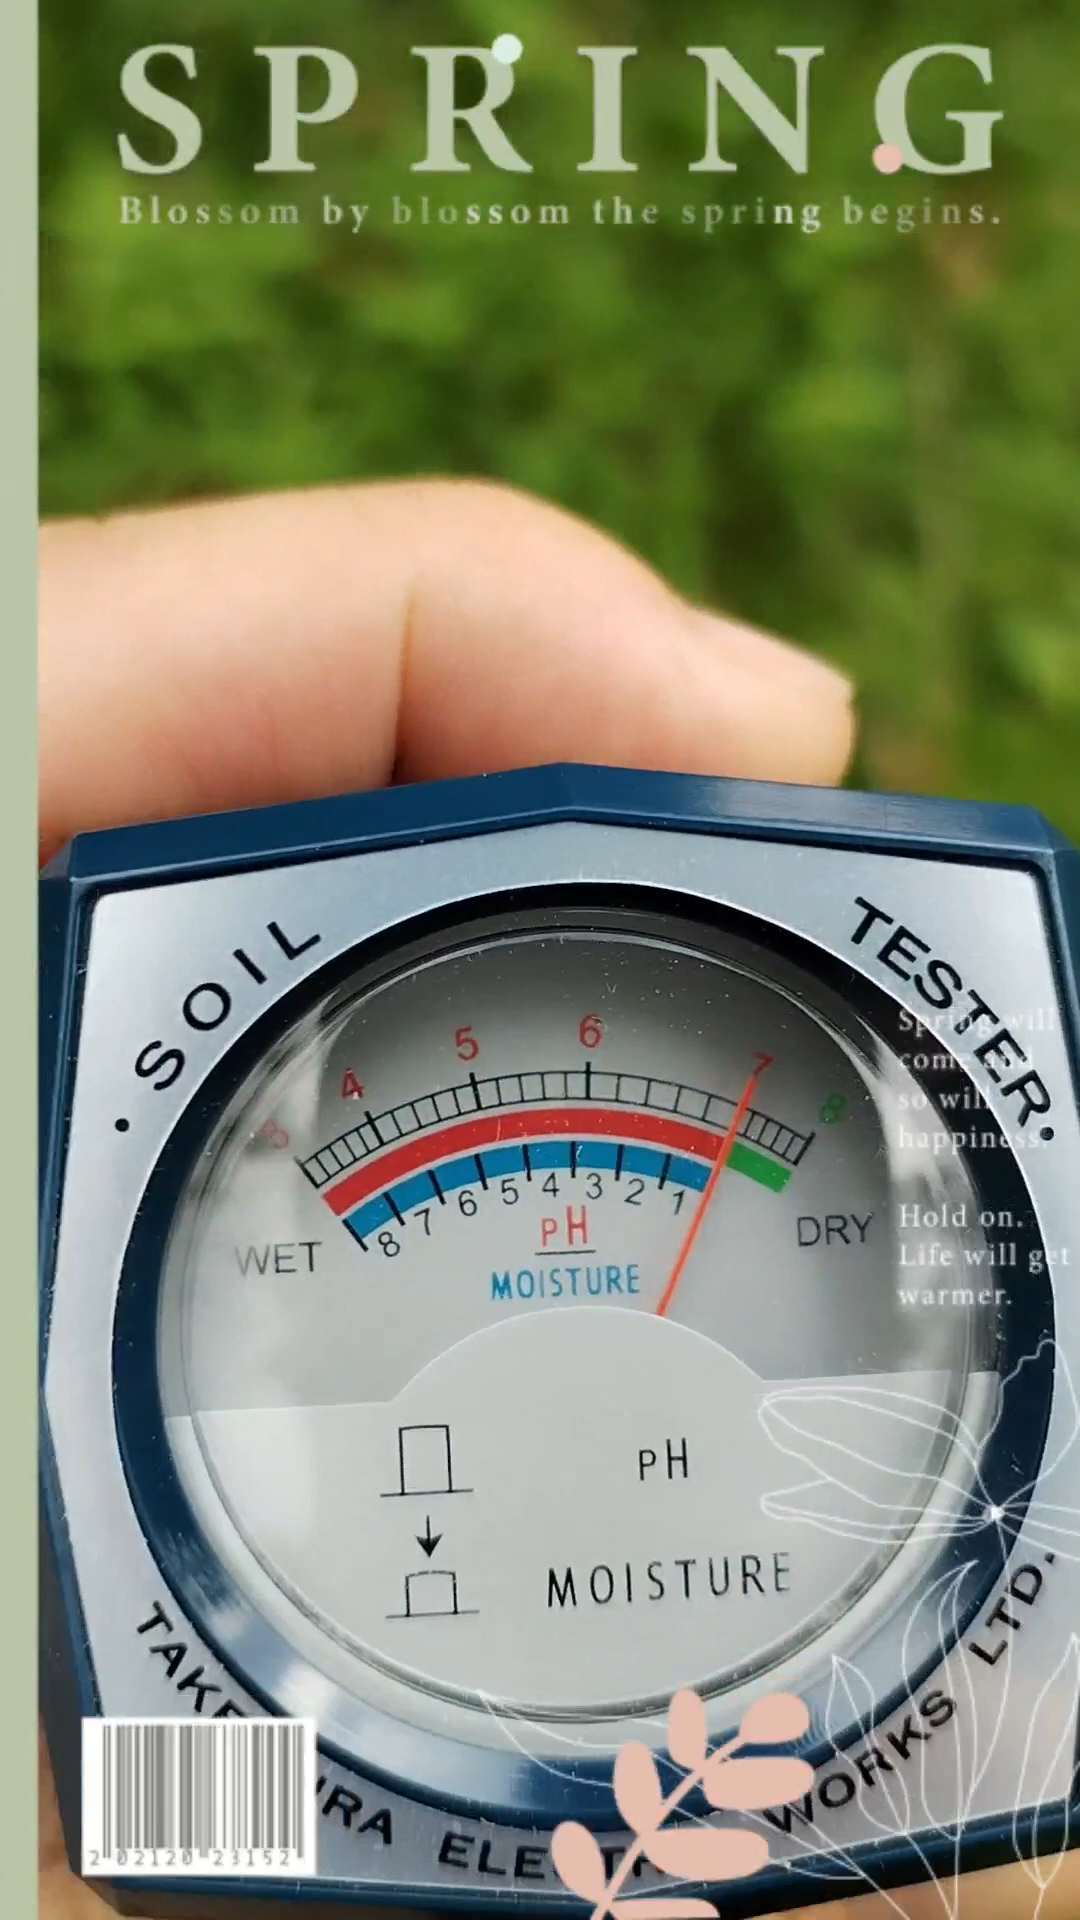 SPRING
Blossom by blossom the spring begins.
SOIL TESTER
3 4 5 6 7 8
8 7 6 5 4 3 2 1
WET
pH
DRY
MOISTURE
Spring will
come and
so will
happiness.
Hold on.
Life will get
warmer.
pH
MOISTURE
WORKS LTD.
2 02120 23152